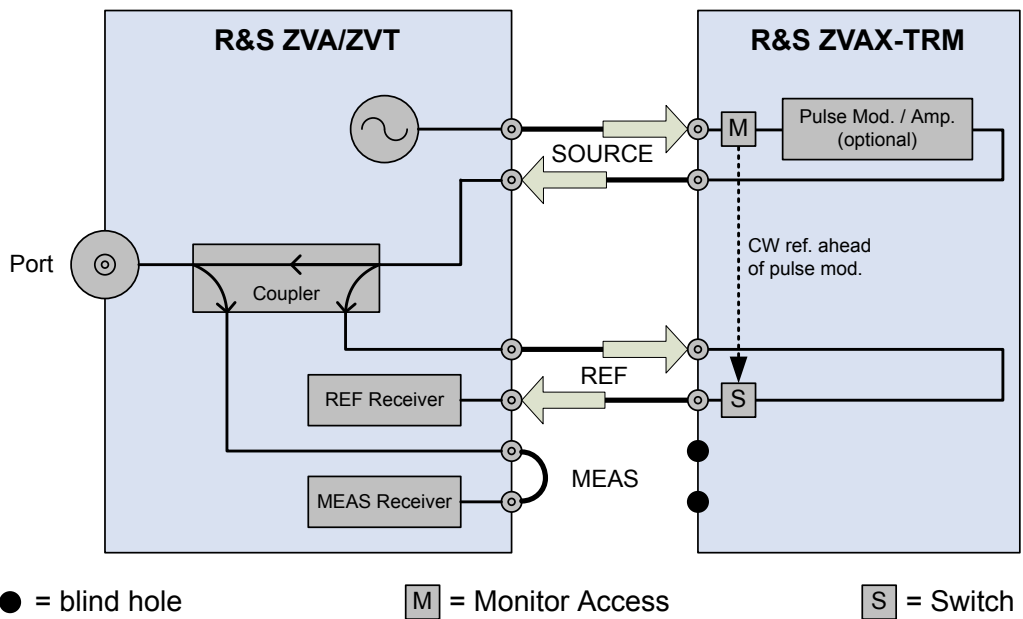 R&S ZVA/ZVT
R&S ZVAX-TRM
M
Pulse Mod. / Amp.
(optional)
SOURCE
CW ref. ahead
of pulse mod.
Port
Coupler
REF
REF Receiver
S
MEAS
MEAS Receiver
= blind hole
M = Monitor Access
S = Switch